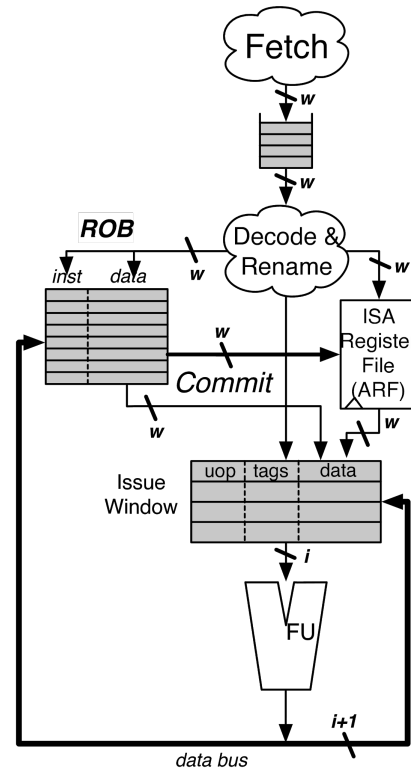 Fetch
w
w
ROB
Decode &
Rename
w
w
inst data
ISA
Register
File
(ARF)
w
Commit
w
w
uop tags data
Issue
Window
i
FU
i+1
data bus